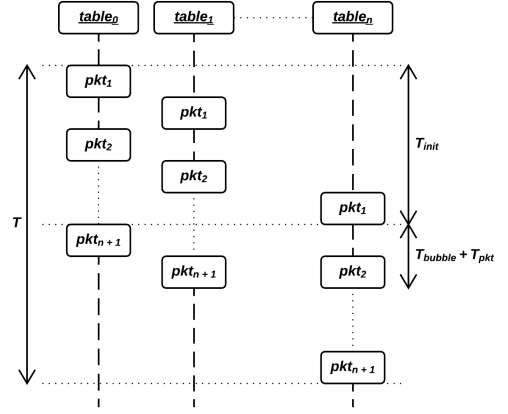 table0 table1 tablen
pkt1
pkt1
pkt2
Tinit
pkt2
pkt1
T
pktn + 1
Tbubble + Tpkt
pktn + 1
pkt2
pktn + 1